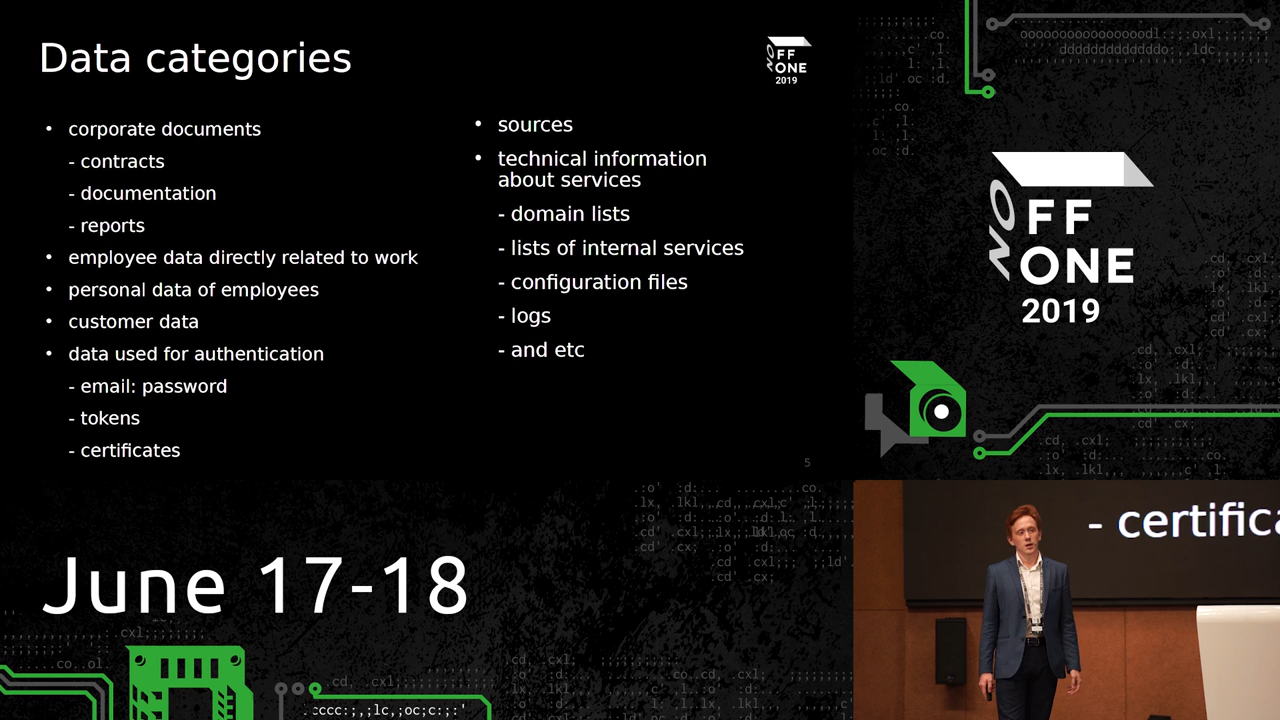 Data categories
OFF
ZONE
2019
• corporate documents
- contracts
- documentation
- reports
• employee data directly related to work
• personal data of employees
• customer data
• data used for authentication
- email: password
- tokens
- certificates
• sources
• technical information
about services
- domain lists
- lists of internal services
- configuration files
- logs
- and etc
5
OFF
ZONE
2019
June 17-18
- certifica